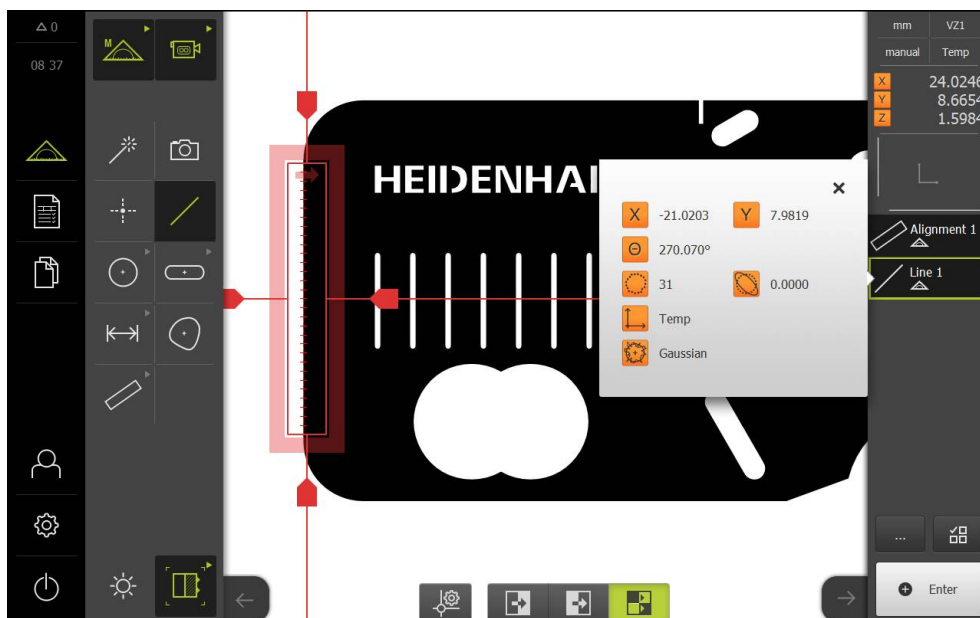 0
08 37
M
HEIDENHAI
X -21.0203 Y 7.9819
Θ 270.070°
31 0.0000
Temp
Gaussian
mm VZ1
manual Temp
X 24.0246
Y 8.6654
Z 1.5984
Alignment 1
Line 1
...
Enter